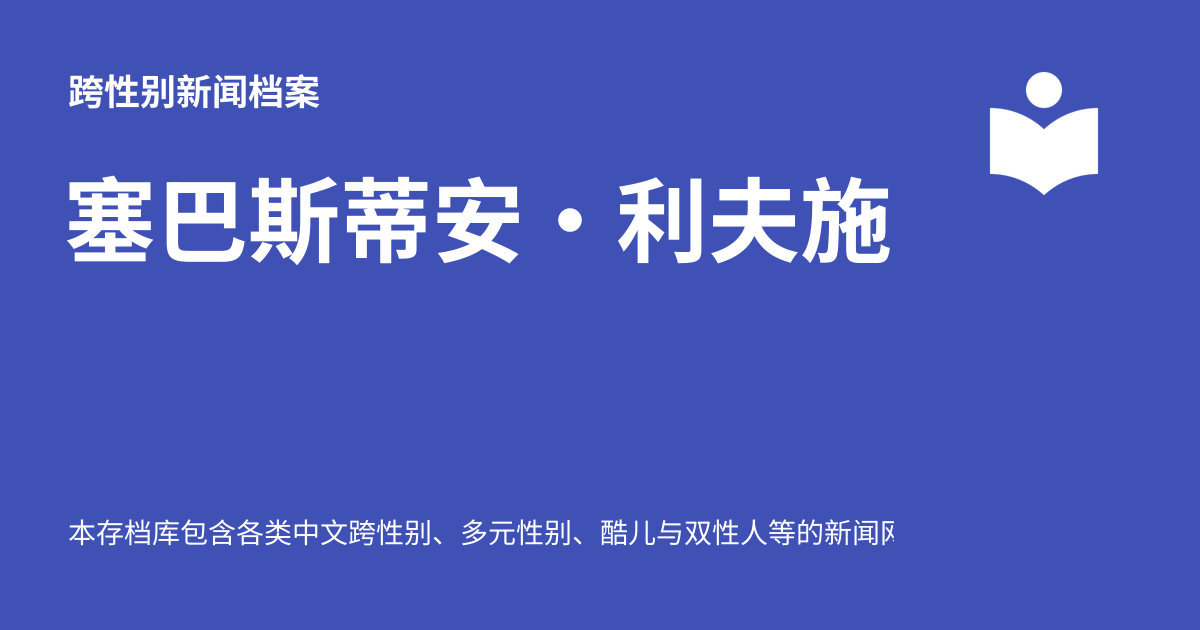 跨性别新闻档案
塞巴斯蒂安・利夫施
本存档库包含各类中文跨性别、多元性别、酷儿与双性人等的新闻网